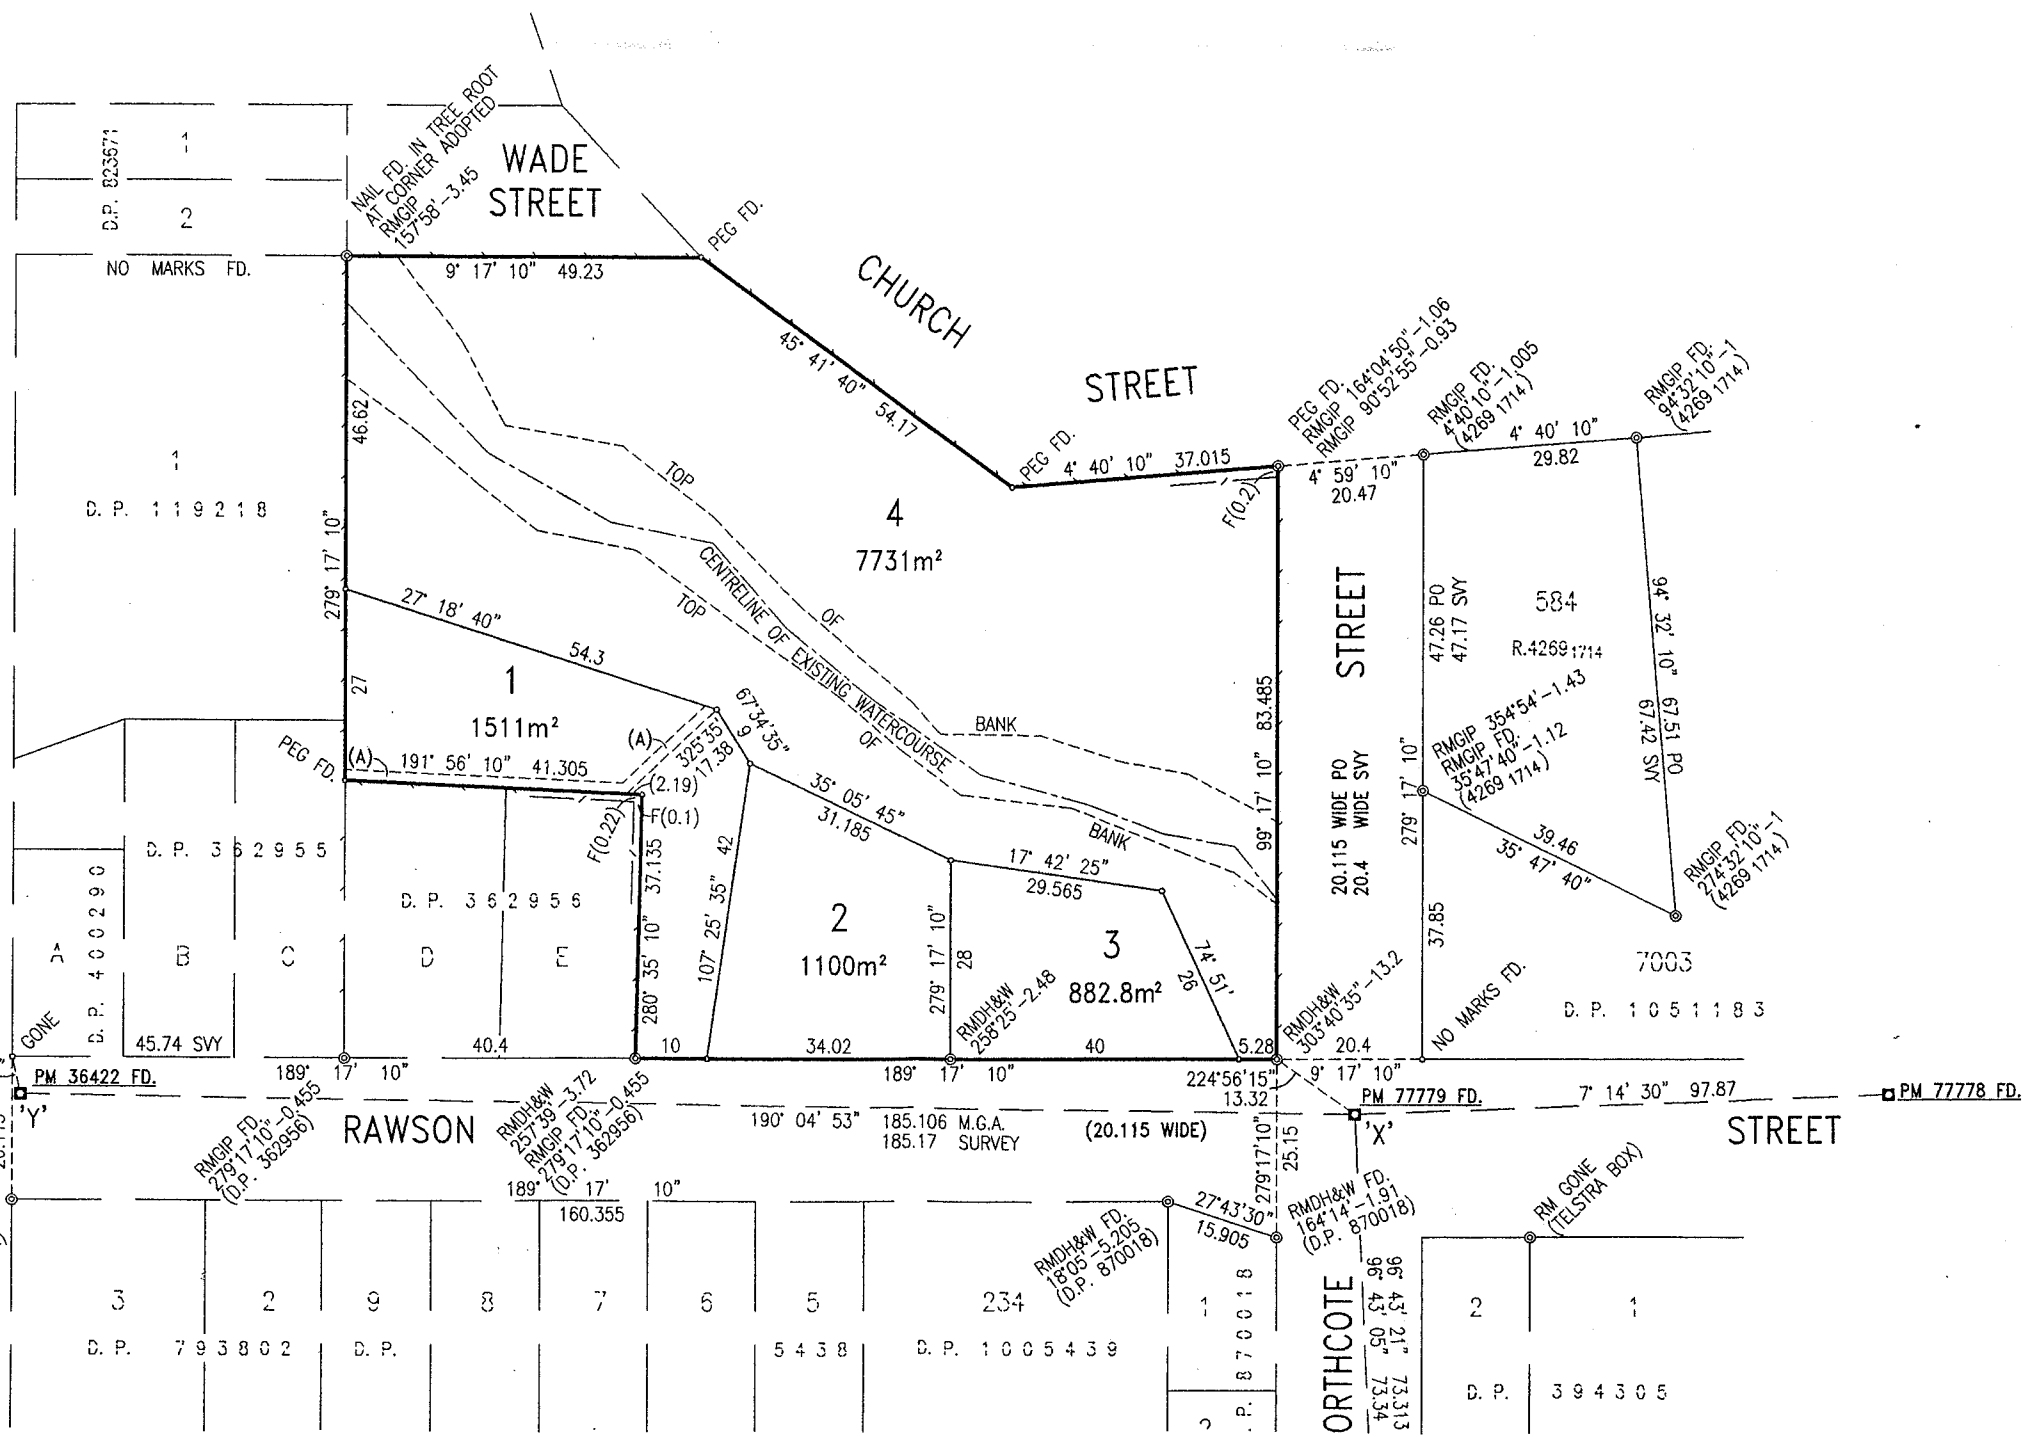 D.P. 823671
1
2
NO MARKS FD.
NAIL FD. IN TREE ROOT
AT CORNER ADOPTED
RMGIP
157°58'-3.45
WADE
STREET
9° 17' 10" 49.23
PEG FD.
CHURCH
STREET
45° 41' 40" 54.17
PEG FD.
4° 40' 10" 37.015
F(0.2)
PEG FD.
RMGIP 164°04'50"-1.06
RMGIP 90°52'55"-0.93
4° 59' 10"
20.47
RMGIP FD.
4°40'10"-1.005
(4269 1714)
4° 40' 10"
29.82
RMGIP FD.
94°32'10"-1
(4269 1714)
46.62
279° 17' 10"
27
1
D.P. 119218
TOP
OF
BANK
CENTRELINE OF EXISTING WATERCOURSE
TOP
OF
BANK
4
7731m²
27° 18' 40"
54.3
1
1511m²
67°34'35"
9
(A)
325°35'
17.38
(2.19)
PEG FD.
(A)
191° 56' 10" 41.305
F(0.22)
F(0.1)
35° 05' 45"
31.185
17° 42' 25"
29.565
99° 17' 10"
83.485
STREET
20.115 WIDE PO
20.4 WIDE SVY
47.26 PO
47.17 SVY
279° 17' 10"
37.85
584
R.4269 1714
94° 32' 10" 67.51 PO
67.42 SVY
RMGIP 354°54'-1.43
RMGIP FD.
35°47'40"-1.12
(4269 1714)
39.46
35° 47' 40"
RMGIP FD.
274°32'10"-1
(4269 1714)
7003
D.P. 1051183
NO MARKS FD.
D.P. 362955
D.P. 362956
D.P. 400290
A
B
C
D
E
37.135
280° 35' 10"
42
107° 25' 35"
2
1100m²
279° 17' 10"
28
3
882.8m²
74° 51'
26
RMDH&W
258°25'-2.48
RMDH&W
303°40'35"-13.2
GONE
45.74 SVY
40.4
10
34.02
40
5.28
20.4
PM 36422 FD.
'Y'
189° 17' 10"
189° 17' 10"
224°56'15"
13.32
9° 17' 10"
PM 77779 FD.
'X'
7° 14' 30" 97.87
PM 77778 FD.
RMGIP FD.
279°17'10"-0.455
(D.P. 362956)
RAWSON
RMDH&W
257°39'-3.72
RMGIP FD.
279°17'10"-0.455
(D.P. 362956)
190° 04' 53" 185.106 M.G.A.
185.17 SURVEY
(20.115 WIDE)
STREET
279°17'10"
25.15
189° 17' 10"
160.355
RMDH&W FD.
18°05'-5.205
(D.P. 870018)
27°43'30"
15.905
RMDH&W FD.
164°14'-1.91
(D.P. 870018)
RM GONE
(TELSTRA BOX)
ORTHCOTE
96° 43' 21" 73.313
96° 43' 05" 73.34
3
2
9
8
7
6
5
234
1
2
1
D.P. 793802
D.P.
5438
D.P. 1005439
.P. 870018
2
D.P. 394305